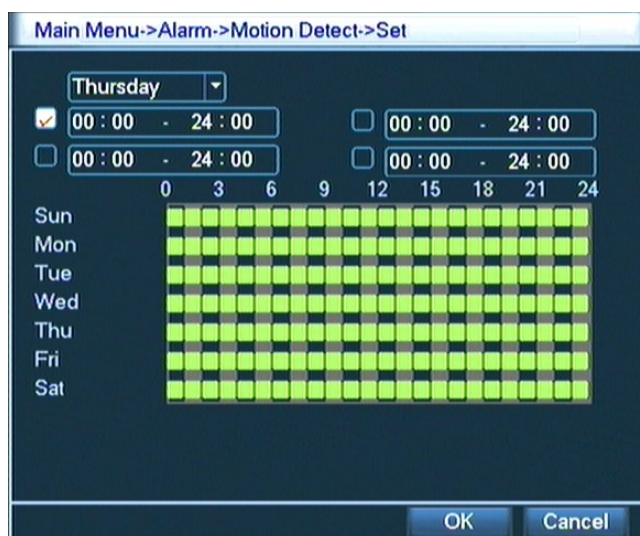 Main Menu->Alarm->Motion Detect->Set
Thursday
00 : 00 - 24 : 00 00 : 00 - 24 : 00
00 : 00 - 24 : 00 00 : 00 - 24 : 00
0 3 6 9 12 15 18 21 24
Sun
Mon
Tue
Wed
Thu
Fri
Sat
OK Cancel